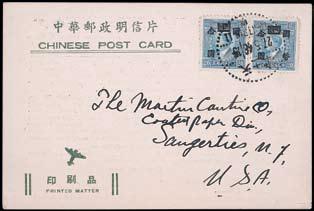 中華郵政明信片
CHINESE POST CARD
The Martin Cantine Co,
Coated Paper Div,
Saugerties, N.Y.
U.S.A.
印刷品
PRINTED MATTER